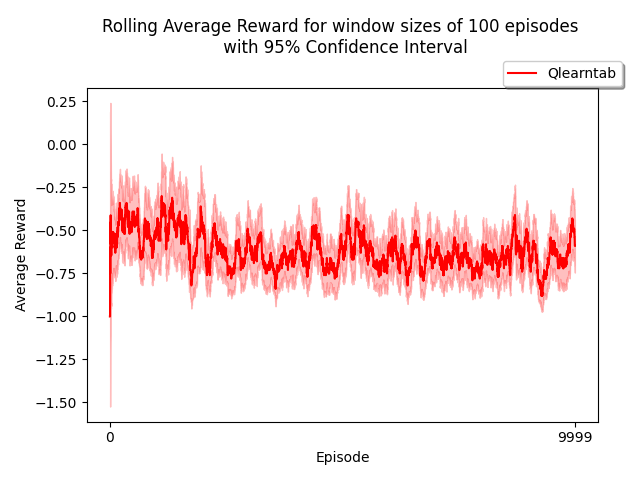 Rolling Average Reward for window sizes of 100 episodes
with 95% Confidence Interval
Qlearntab
0.25
0.00
−0.25
−0.50
−0.75
−1.00
−1.25
−1.50
Average Reward
0
9999
Episode